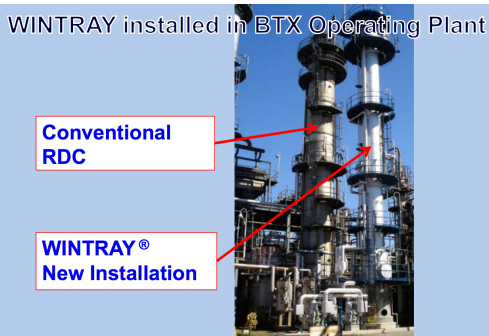 WINTRAY installed in BTX Operating Plant
Conventional
RDC
WINTRAY®
New Installation